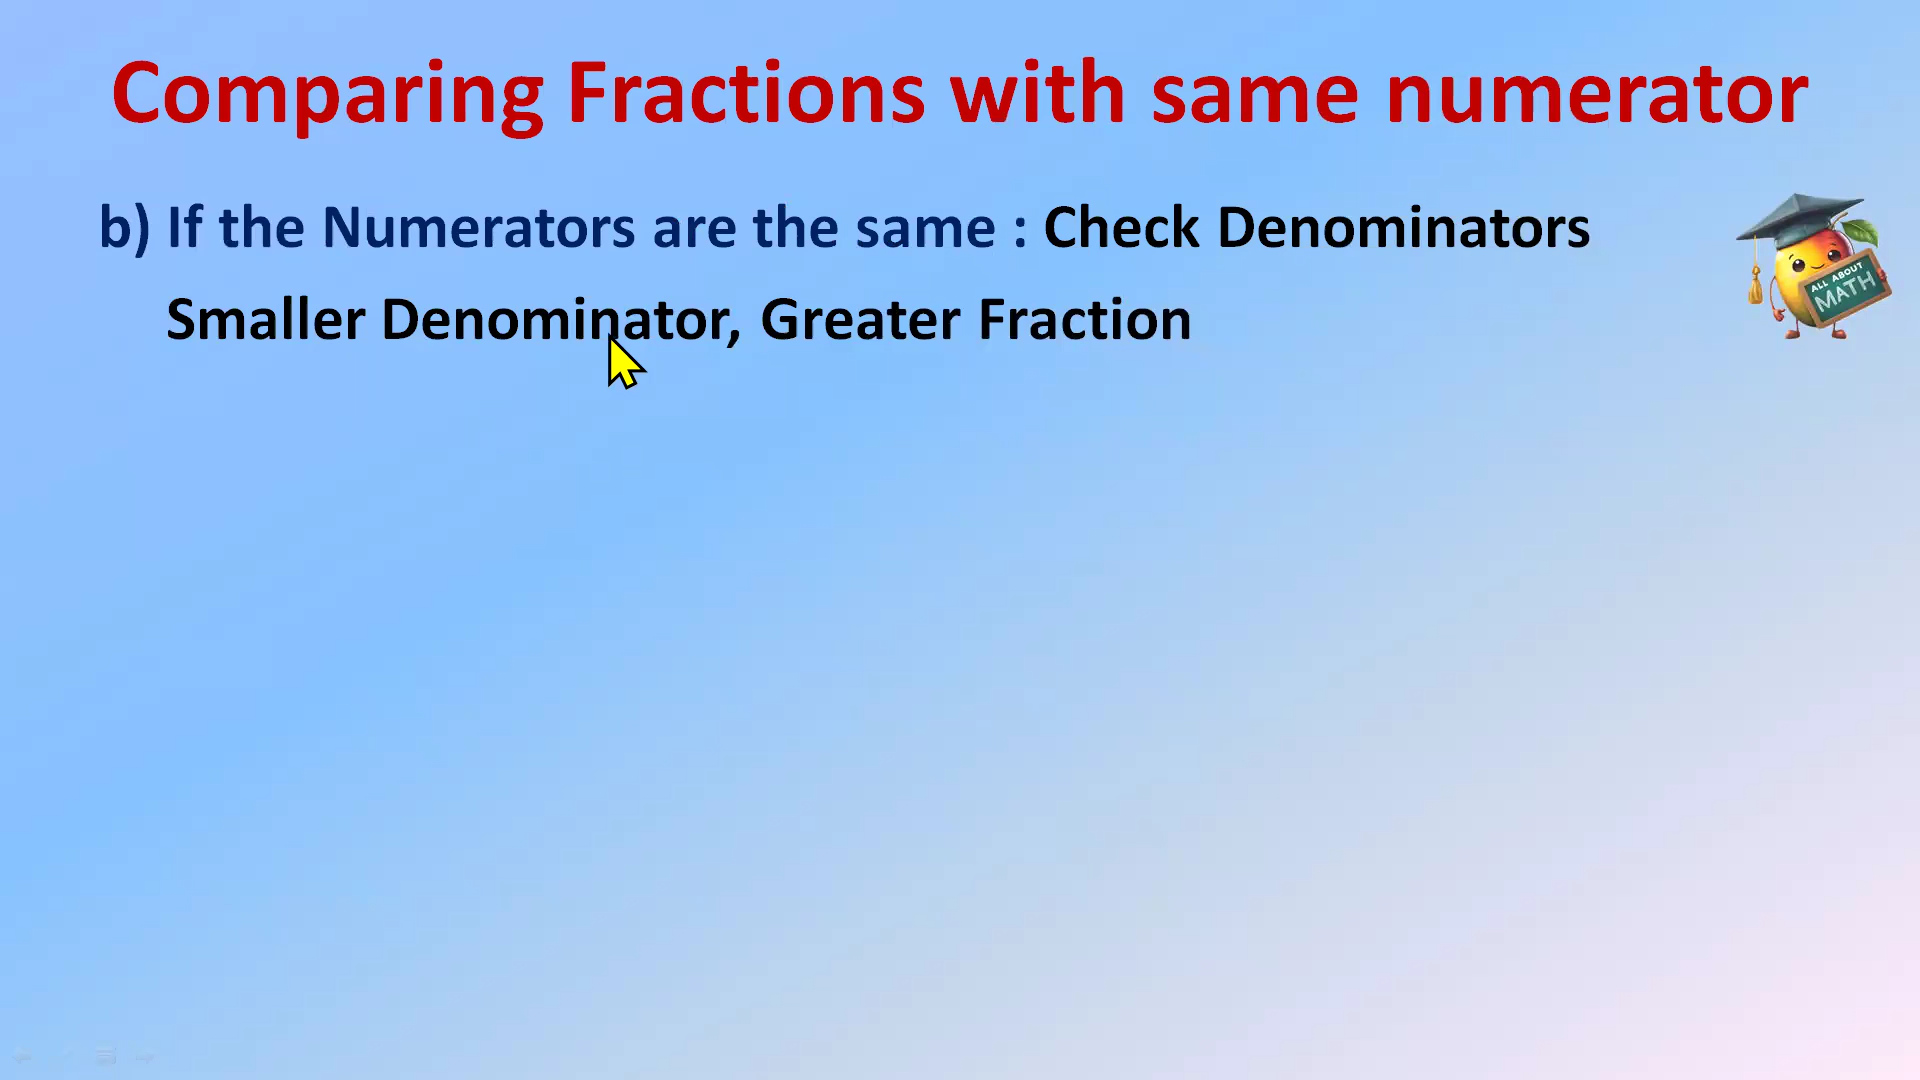 Comparing Fractions with same numerator
b) If the Numerators are the same : Check Denominators
Smaller Denominator, Greater Fraction
ALL ABOUT
MATH